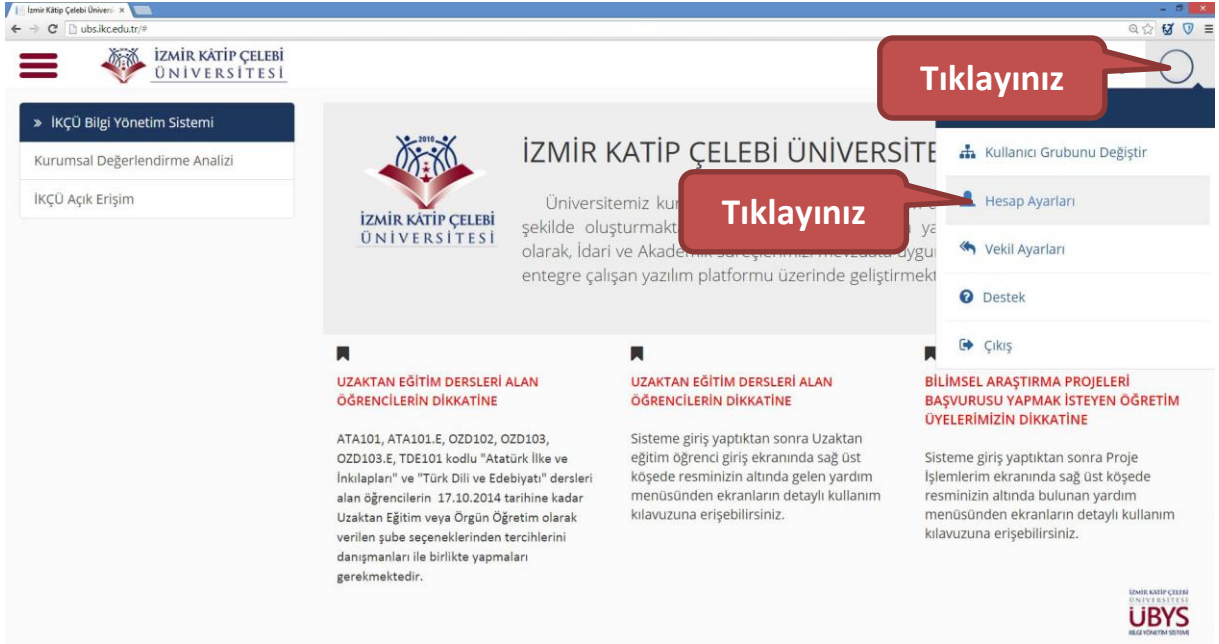 İzmir Kâtip Çelebi Üniversi
ubs.ikc.edu.tr/#
İZMİR KÂTİP ÇELEBİ
ÜNİVERSİTESİ
Tıklayınız
» İKÇÜ Bilgi Yönetim Sistemi
Kurumsal Değerlendirme Analizi
İKÇÜ Açık Erişim
2010
İZMİR KÂTİP ÇELEBİ
ÜNİVERSİTESİ
İZMİR KATİP ÇELEBİ ÜNİVERSİTE
Üniversitemiz
şekilde
olarak, İdari ve
entegre çalışan yazılım platformu üzerinde
Tıklayınız
Kullanıcı Grubunu Değiştir
Hesap Ayarları
Vekil Ayarları
Destek
Çıkış
UZAKTAN EĞİTİM DERSLERİ ALAN
ÖĞRENCİLERİN DİKKATİNE
ATA101, ATA101.E, OZD102, OZD103,
OZD103.E, TDE101 kodlu "Atatürk İlke ve
İnkılapları" ve "Türk Dili ve Edebiyatı" dersleri
alan öğrencilerin 17.10.2014 tarihine kadar
Uzaktan Eğitim veya Örgün Öğretim olarak
verilen şube seçeneklerinden tercihlerini
danışmanları ile birlikte yapmaları
gerekmektedir.
UZAKTAN EĞİTİM DERSLERİ ALAN
ÖĞRENCİLERİN DİKKATİNE
Sisteme giriş yaptıktan sonra Uzaktan
eğitim öğrenci giriş ekranında sağ üst
köşede resminizin altında gelen yardım
menüsünden ekranların detaylı kullanım
kılavuzuna erişebilirsiniz.
BİLİMSEL ARAŞTIRMA PROJELERİ
BAŞVURUSU YAPMAK İSTEYEN ÖĞRETİM
ÜYELERİMİZİN DİKKATİNE
Sisteme giriş yaptıktan sonra Proje
İşlemlerim ekranında sağ üst köşede
resminizin altında bulunan yardım
menüsünden ekranların detaylı kullanım
kılavuzuna erişebilirsiniz.
İZMİR KATİP ÇELEBİ
ÜNİVERSİTESİ
ÜBYS
BİLGİ YÖNETİM SİSTEMİ